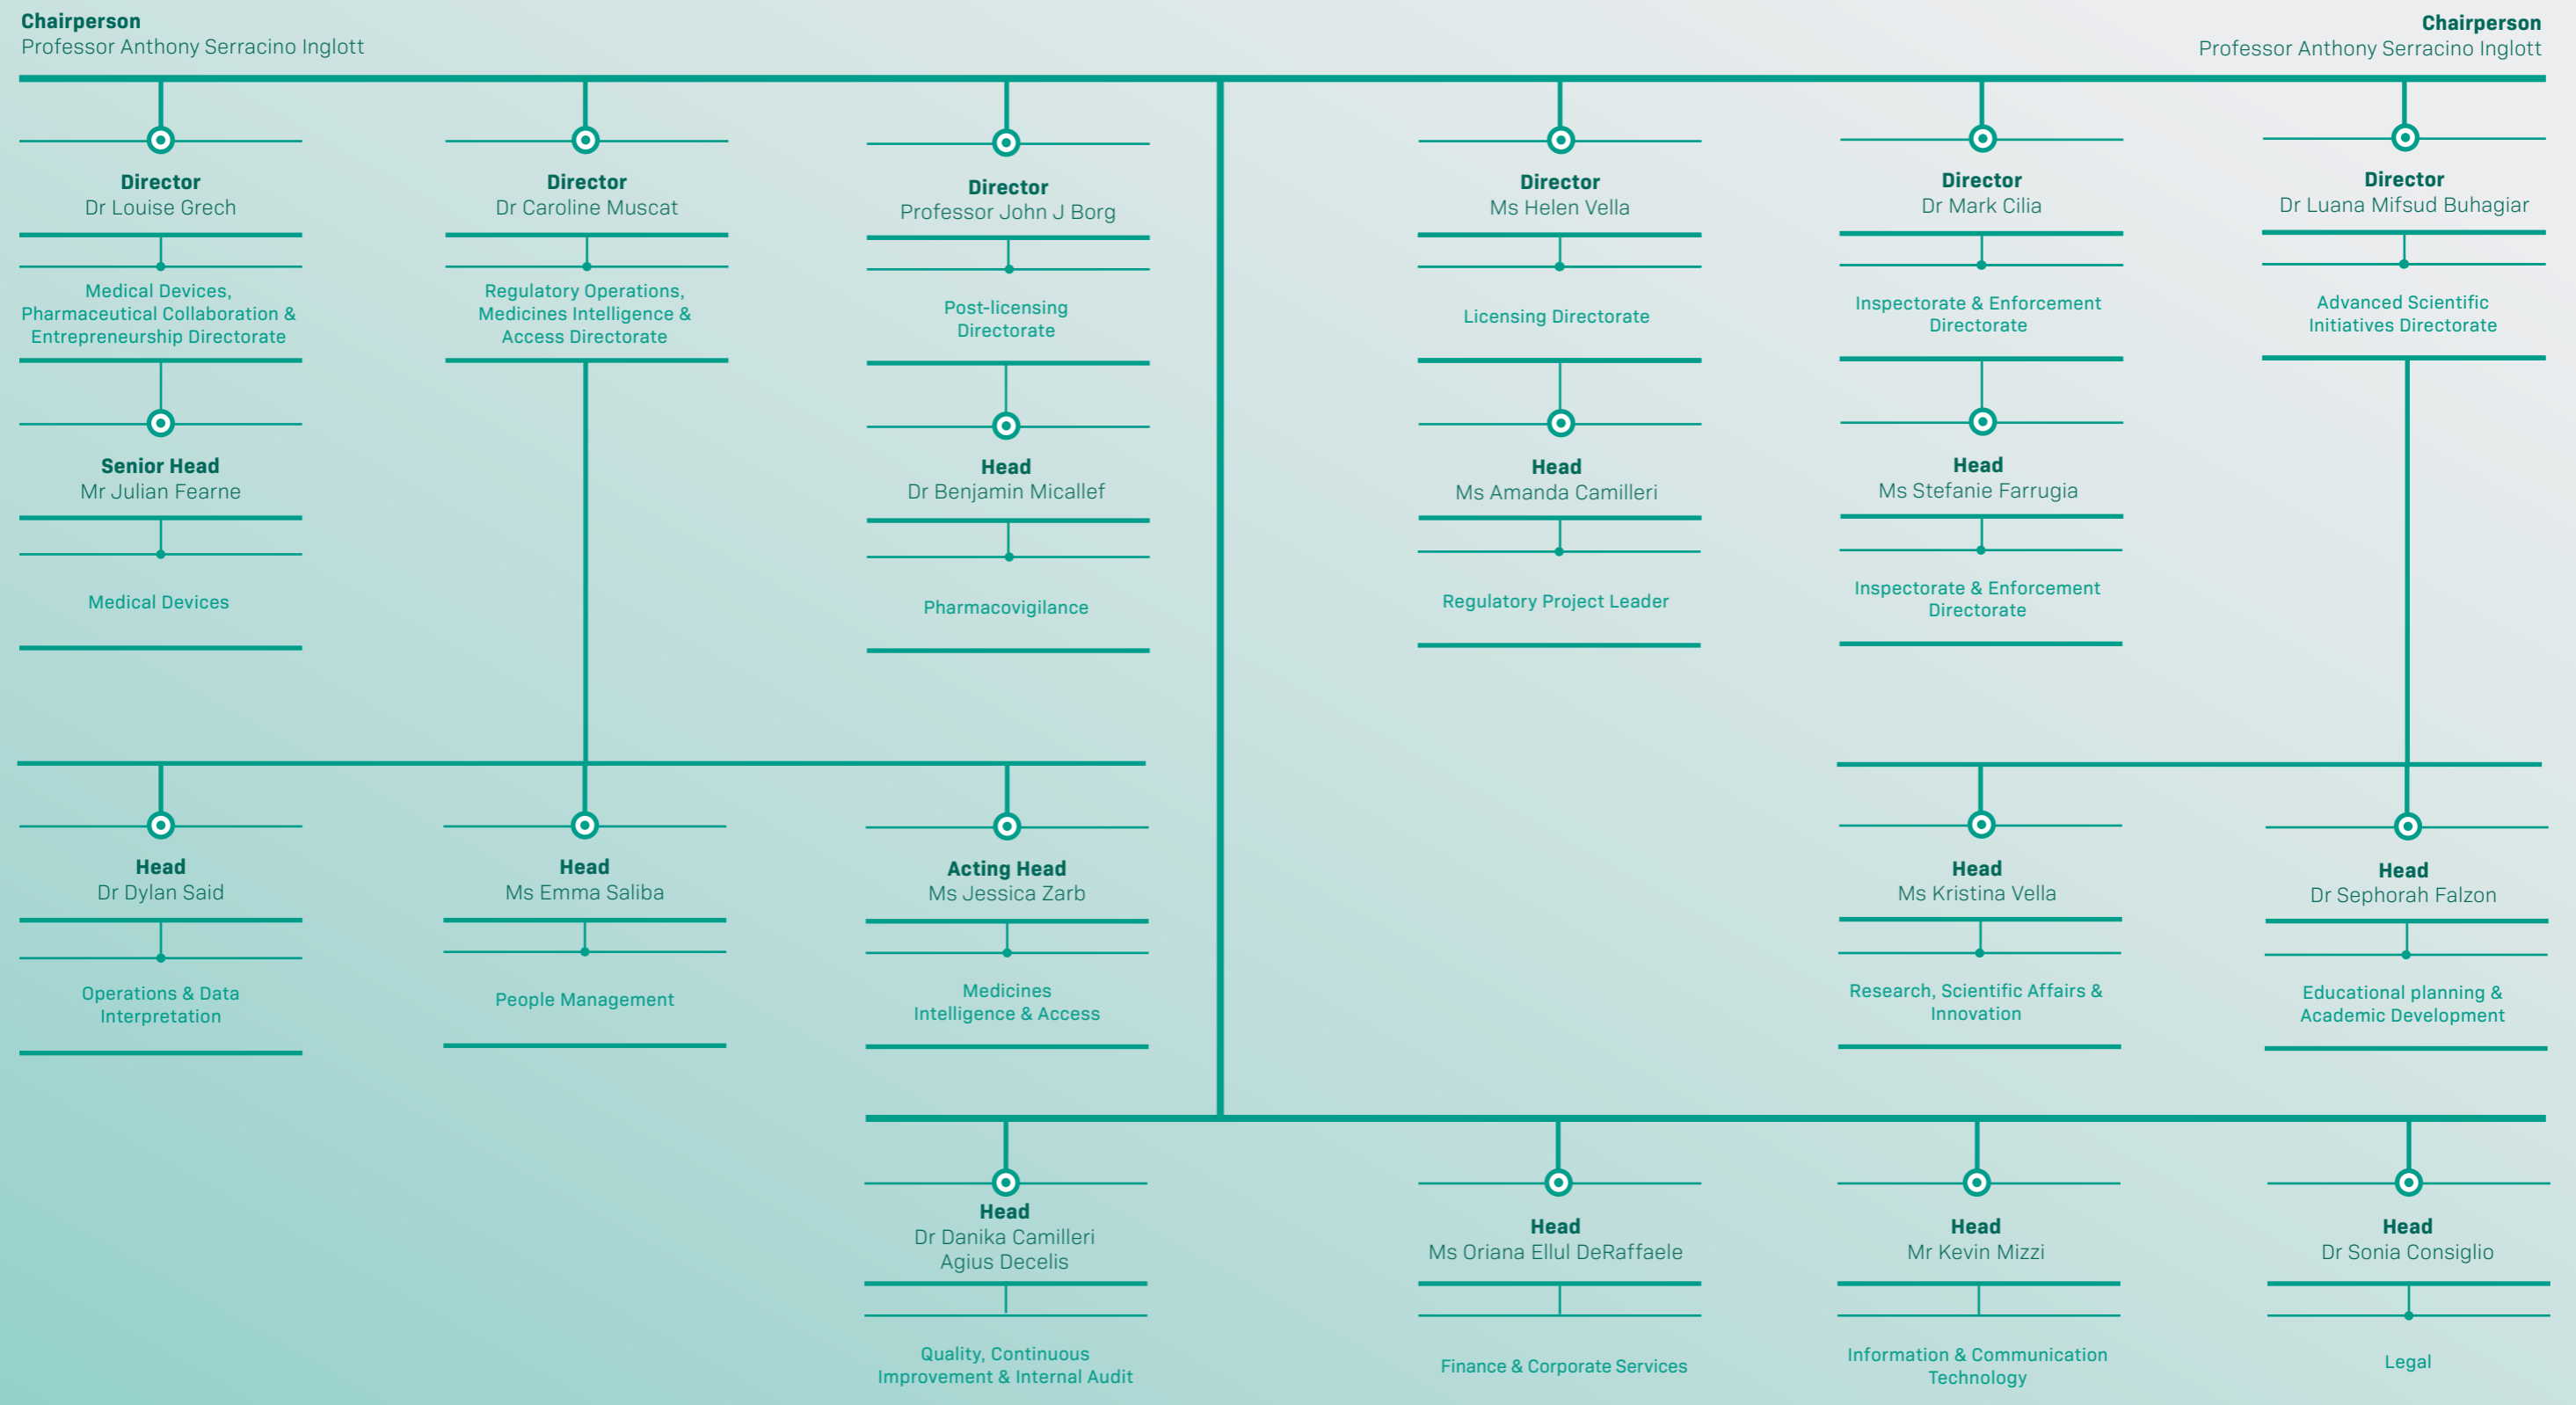 Chairperson
Professor Anthony Serracino Inglott
Chairperson
Professor Anthony Serracino Inglott
Director
Dr Louise Grech
Medical Devices,
Pharmaceutical Collaboration &
Entrepreneurship Directorate
Director
Dr Caroline Muscat
Regulatory Operations,
Medicines Intelligence &
Access Directorate
Director
Professor John J Borg
Post-licensing
Directorate
Director
Ms Helen Vella
Licensing Directorate
Director
Dr Mark Cilia
Inspectorate & Enforcement
Directorate
Director
Dr Luana Mifsud Buhagiar
Advanced Scientific
Initiatives Directorate
Senior Head
Mr Julian Fearne
Medical Devices
Head
Dr Benjamin Micallef
Pharmacovigilance
Head
Ms Amanda Camilleri
Regulatory Project Leader
Head
Ms Stefanie Farrugia
Inspectorate & Enforcement
Directorate
Head
Dr Dylan Said
Operations & Data
Interpretation
Head
Ms Emma Saliba
People Management
Acting Head
Ms Jessica Zarb
Medicines
Intelligence & Access
Head
Ms Kristina Vella
Research, Scientific Affairs &
Innovation
Head
Dr Sephorah Falzon
Educational planning &
Academic Development
Head
Dr Danika Camilleri
Agius Decelis
Quality, Continuous
Improvement & Internal Audit
Head
Ms Oriana Ellul DeRaffaele
Finance & Corporate Services
Head
Mr Kevin Mizzi
Information & Communication
Technology
Head
Dr Sonia Consiglio
Legal